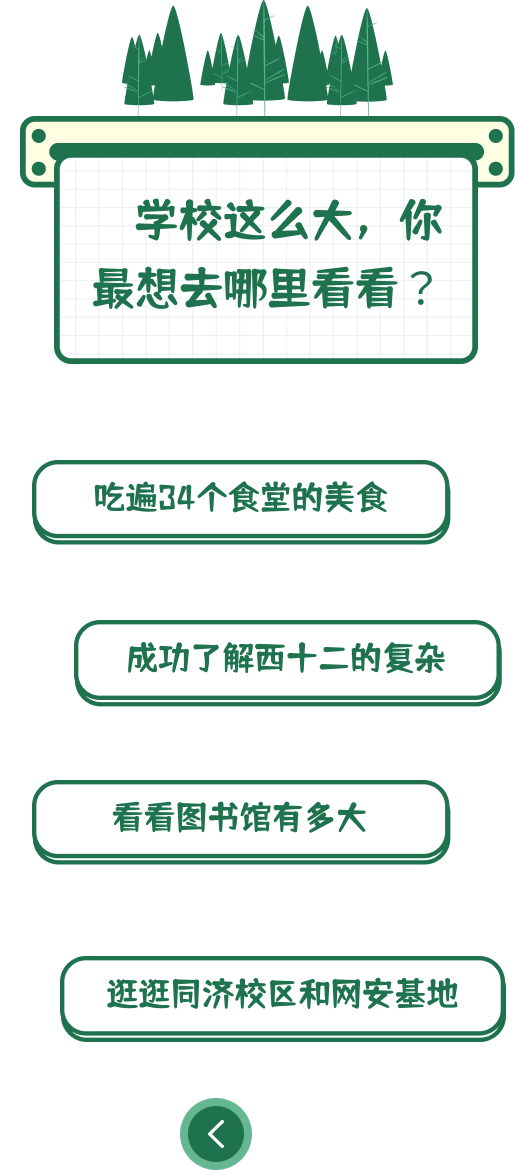 学校这么大，你
最想去哪里看看？
吃遍34个食堂的美食
成功了解西十二的复杂
看看图书馆有多大
逛逛同济校区和网安基地